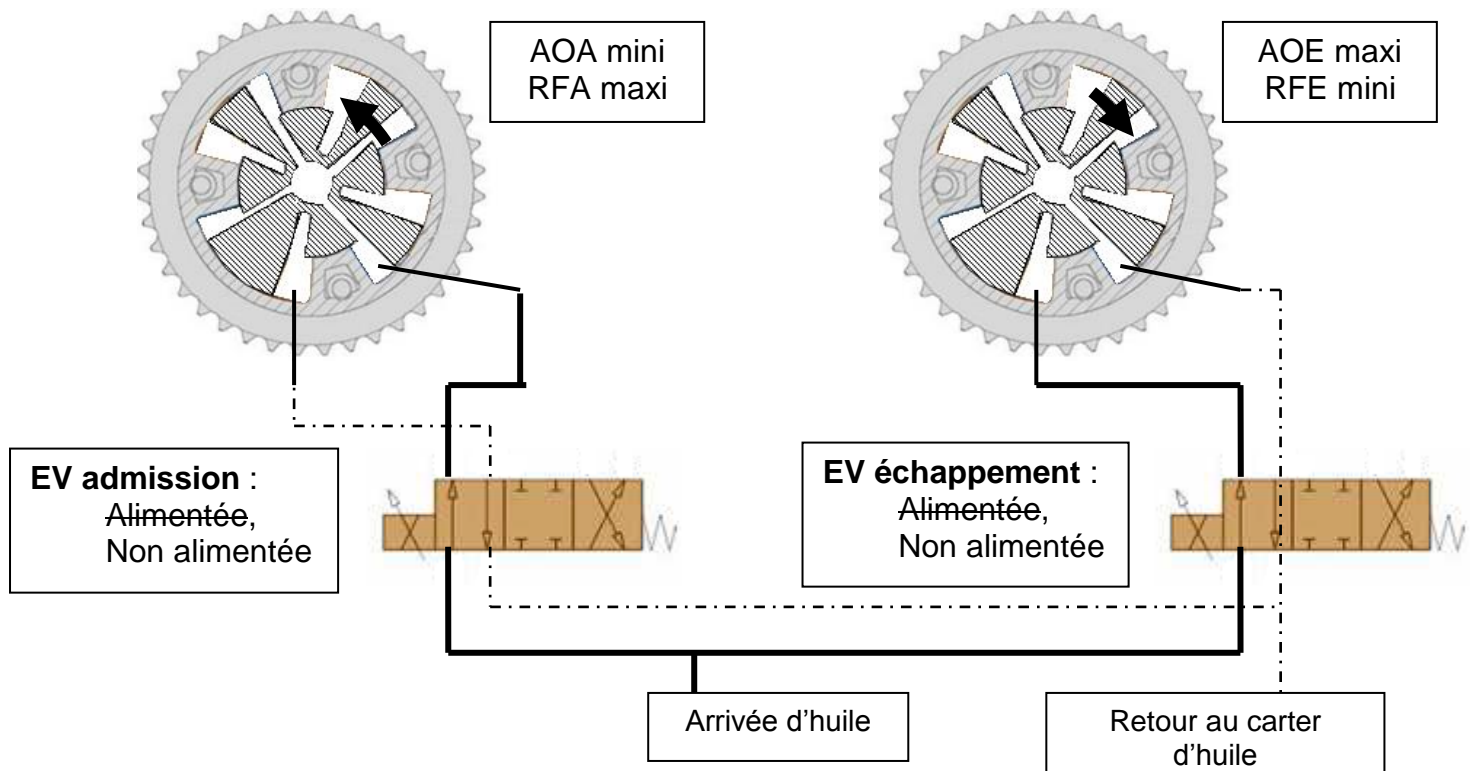 AOA mini
RFA maxi
AOE maxi
RFE mini
EV admission :
Alimentée,
Non alimentée
EV échappement :
Alimentée,
Non alimentée
Arrivée d’huile
Retour au carter
d’huile